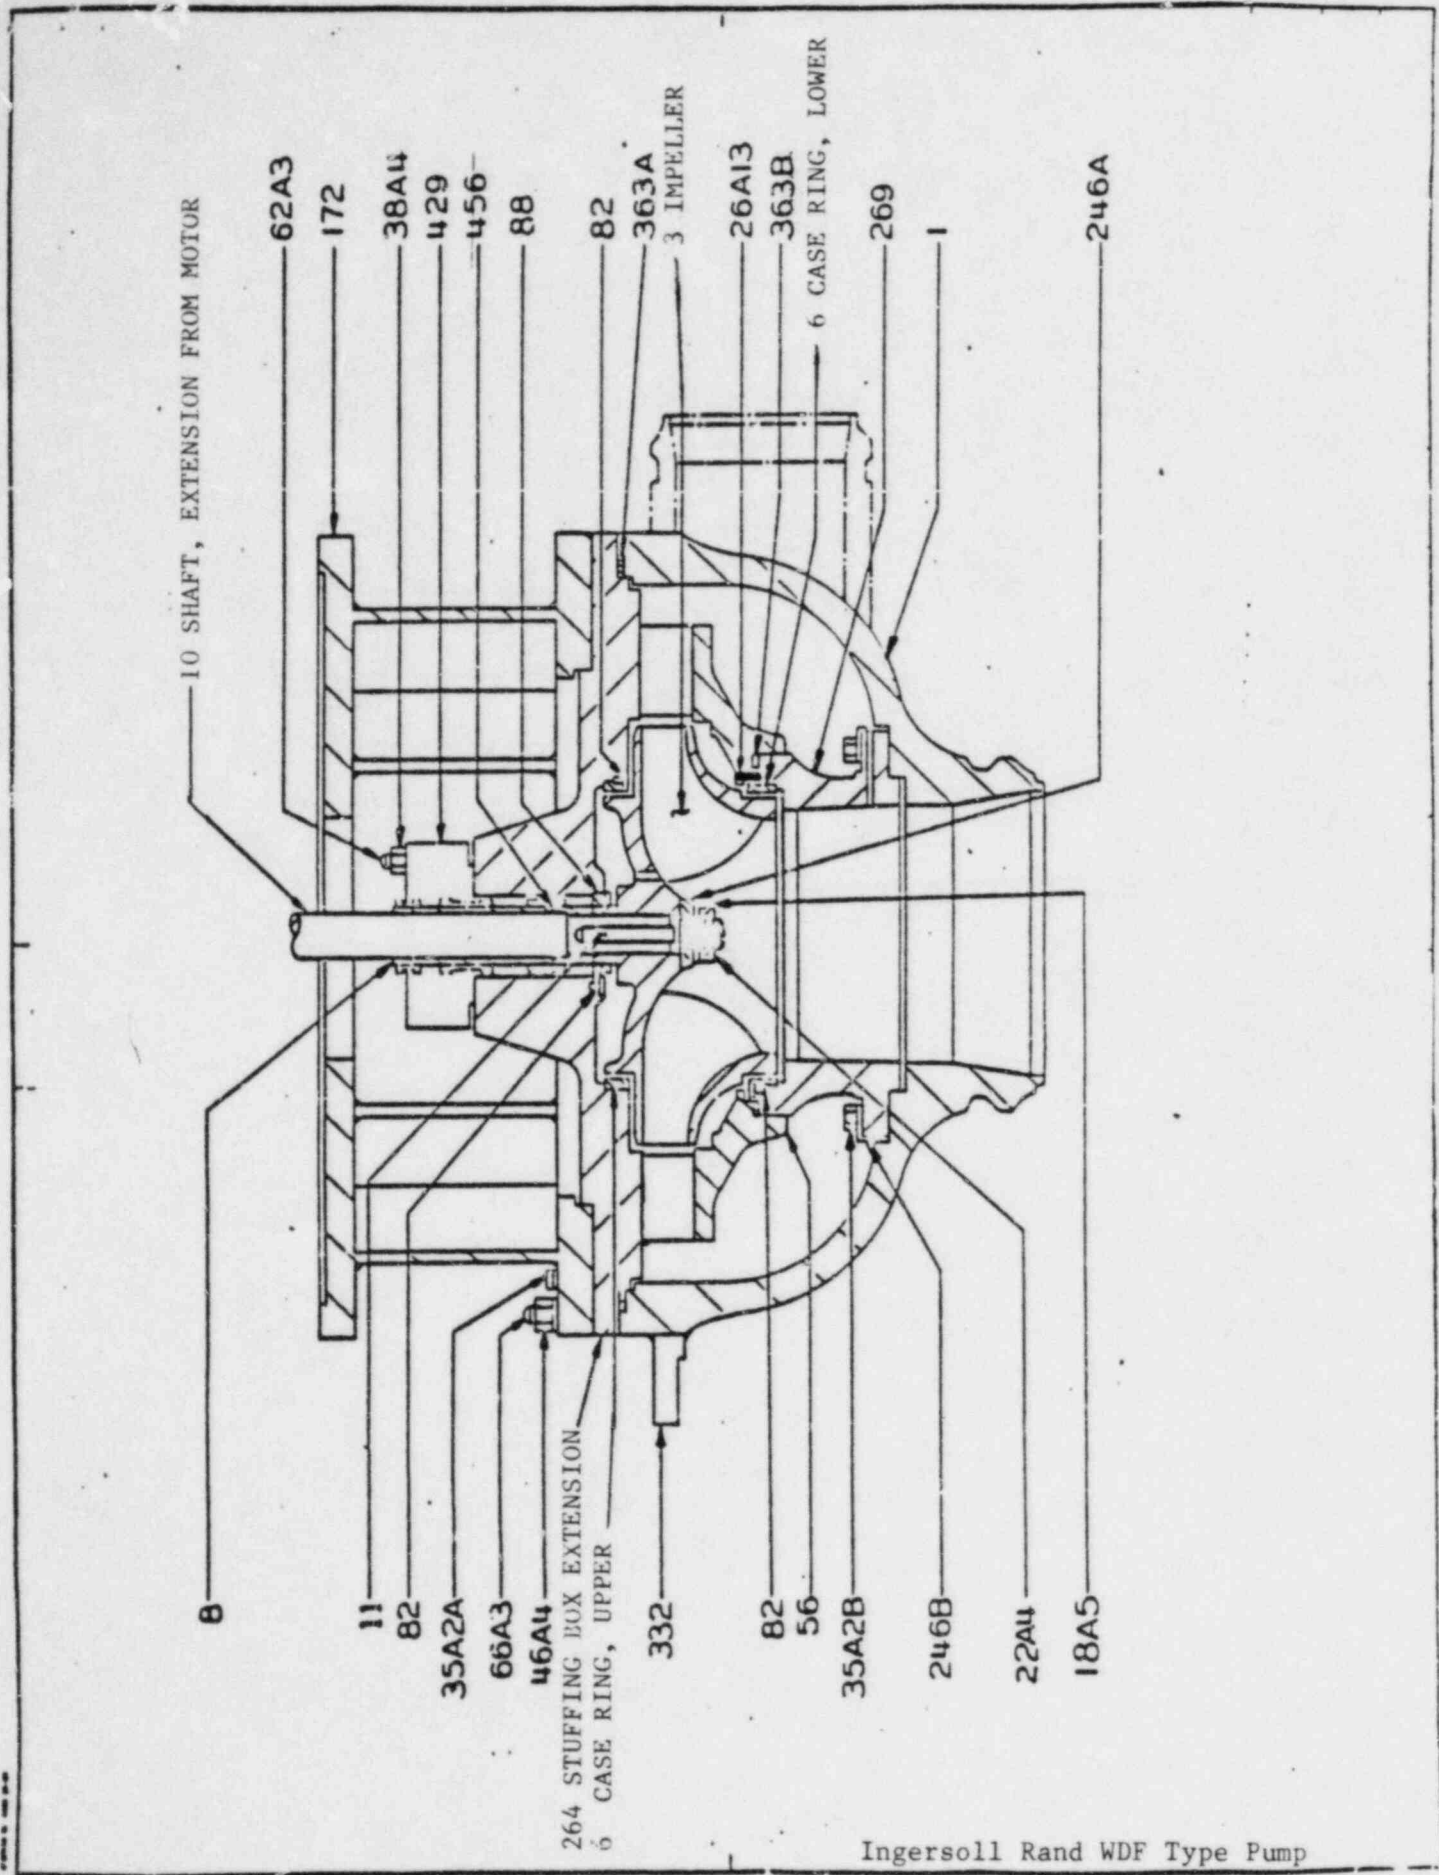 10 SHAFT, EXTENSION FROM MOTOR
62A3
172
38A4
429
456
88
82
363A
3 IMPELLER
26A13
363B
6 CASE RING, LOWER
269
1
246A
8
11
82
35A2A
66A3
46A4
264 STUFFING BOX EXTENSION
6 CASE RING, UPPER
332
82
56
35A2B
246B
22A4
18A5
Ingersoll Rand WDF Type Pump